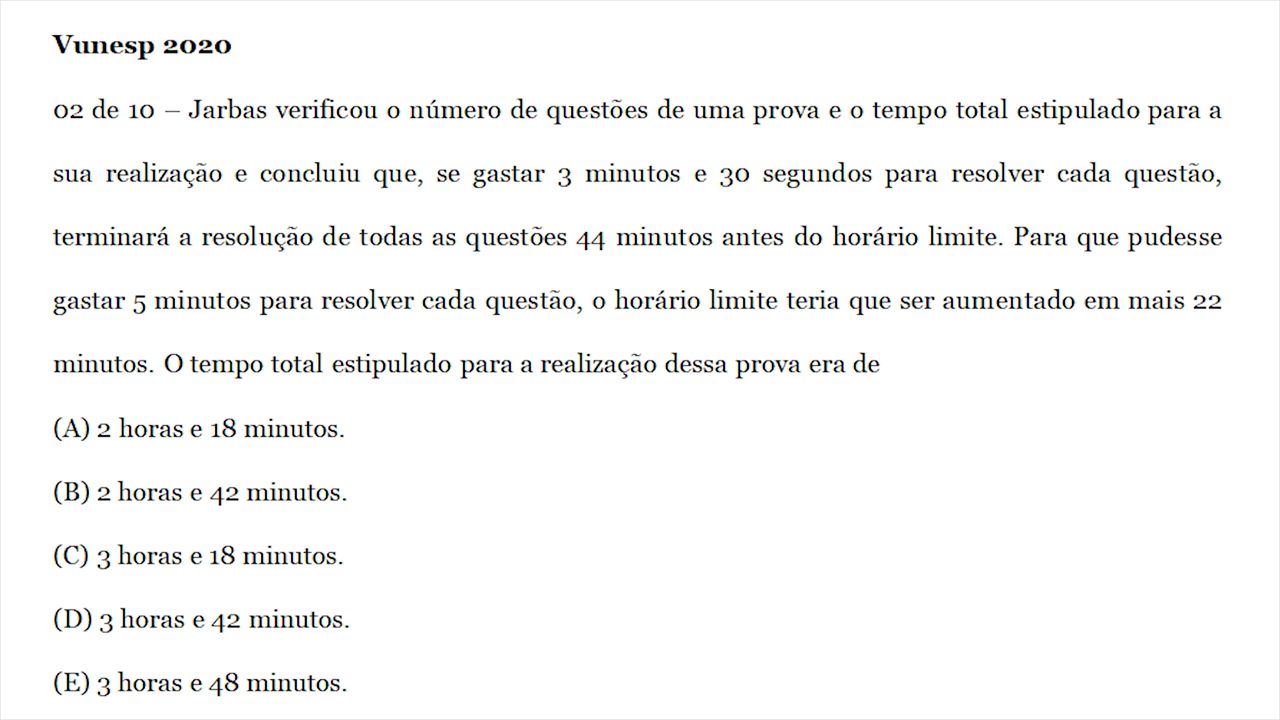 Vunesp 2020
02 de 10 – Jarbas verificou o número de questões de uma prova e o tempo total estipulado para a
sua realização e concluiu que, se gastar 3 minutos e 30 segundos para resolver cada questão,
terminará a resolução de todas as questões 44 minutos antes do horário limite. Para que pudesse
gastar 5 minutos para resolver cada questão, o horário limite teria que ser aumentado em mais 22
minutos. O tempo total estipulado para a realização dessa prova era de
(A) 2 horas e 18 minutos.
(B) 2 horas e 42 minutos.
(C) 3 horas e 18 minutos.
(D) 3 horas e 42 minutos.
(E) 3 horas e 48 minutos.